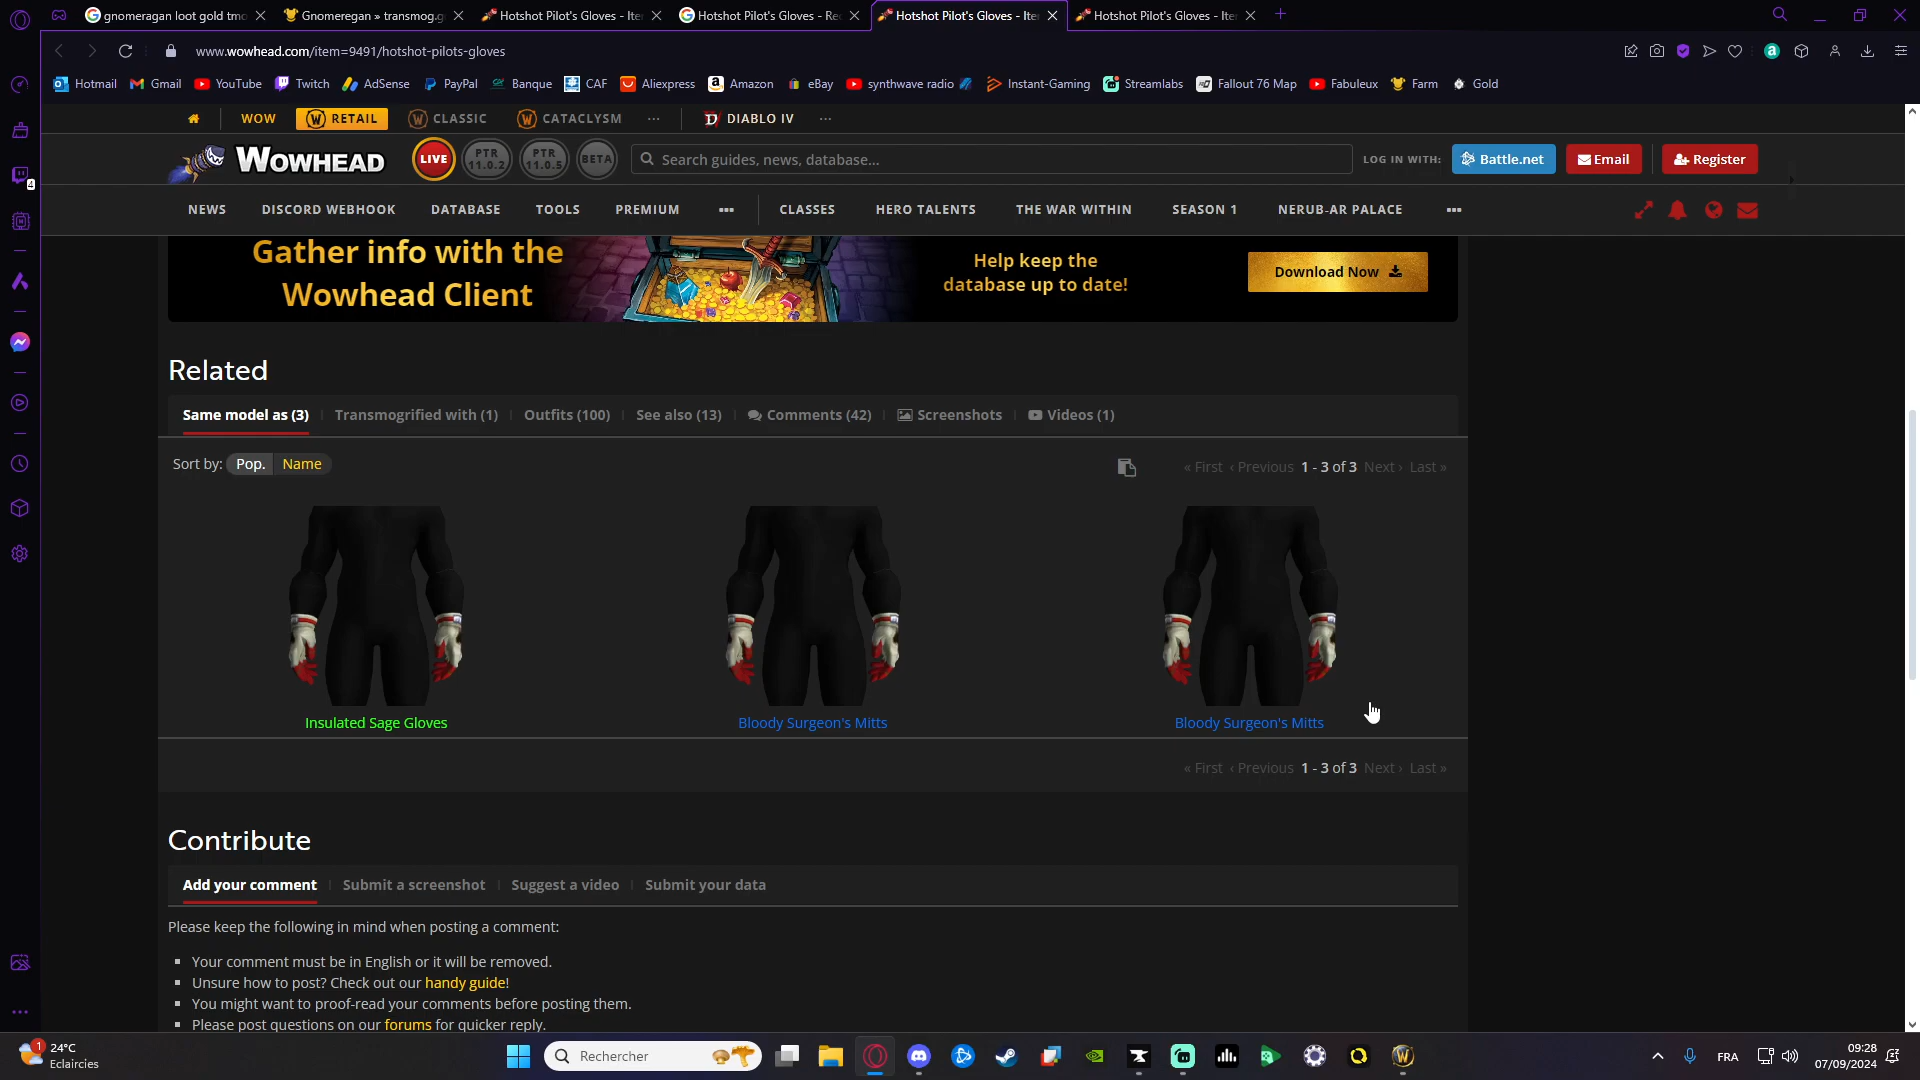 gnomeragan loot gold tmo
Gnomeregan » transmog.g
Hotshot Pilot's Gloves - Ite
Hotshot Pilot's Gloves - Re
Hotshot Pilot's Gloves - Ite
Hotshot Pilot's Gloves - Ite
www.wowhead.com/item=9491/hotshot-pilots-gloves
Hotmail Gmail YouTube Twitch AdSense PayPal Banque CAF Aliexpress Amazon eBay synthwave radio Instant-Gaming Streamlabs Fallout 76 Map Fabuleux Farm Gold
WOW RETAIL CLASSIC CATACLYSM ... DIABLO IV ...
WOWHEAD LIVE PTR 11.0.2 PTR 11.0.5 BETA Search guides, news, database... LOG IN WITH: Battle.net Email Register
NEWS DISCORD WEBHOOK DATABASE TOOLS PREMIUM ... CLASSES HERO TALENTS THE WAR WITHIN SEASON 1 NERUB-AR PALACE ...
4
Gather info with the
Wowhead Client
Help keep the
database up to date!
Download Now
Related
Same model as (3) Transmogrified with (1) Outfits (100) See also (13) Comments (42) Screenshots Videos (1)
Sort by: Pop. Name « First ‹ Previous 1 - 3 of 3 Next › Last »
Insulated Sage Gloves Bloody Surgeon's Mitts Bloody Surgeon's Mitts
« First ‹ Previous 1 - 3 of 3 Next › Last »
Contribute
Add your comment Submit a screenshot Suggest a video Submit your data
Please keep the following in mind when posting a comment:
Your comment must be in English or it will be removed.
Unsure how to post? Check out our handy guide!
You might want to proof-read your comments before posting them.
Please post questions on our forums for quicker reply.
1
24°C
Eclaircies
Rechercher
FRA
09:28
07/09/2024